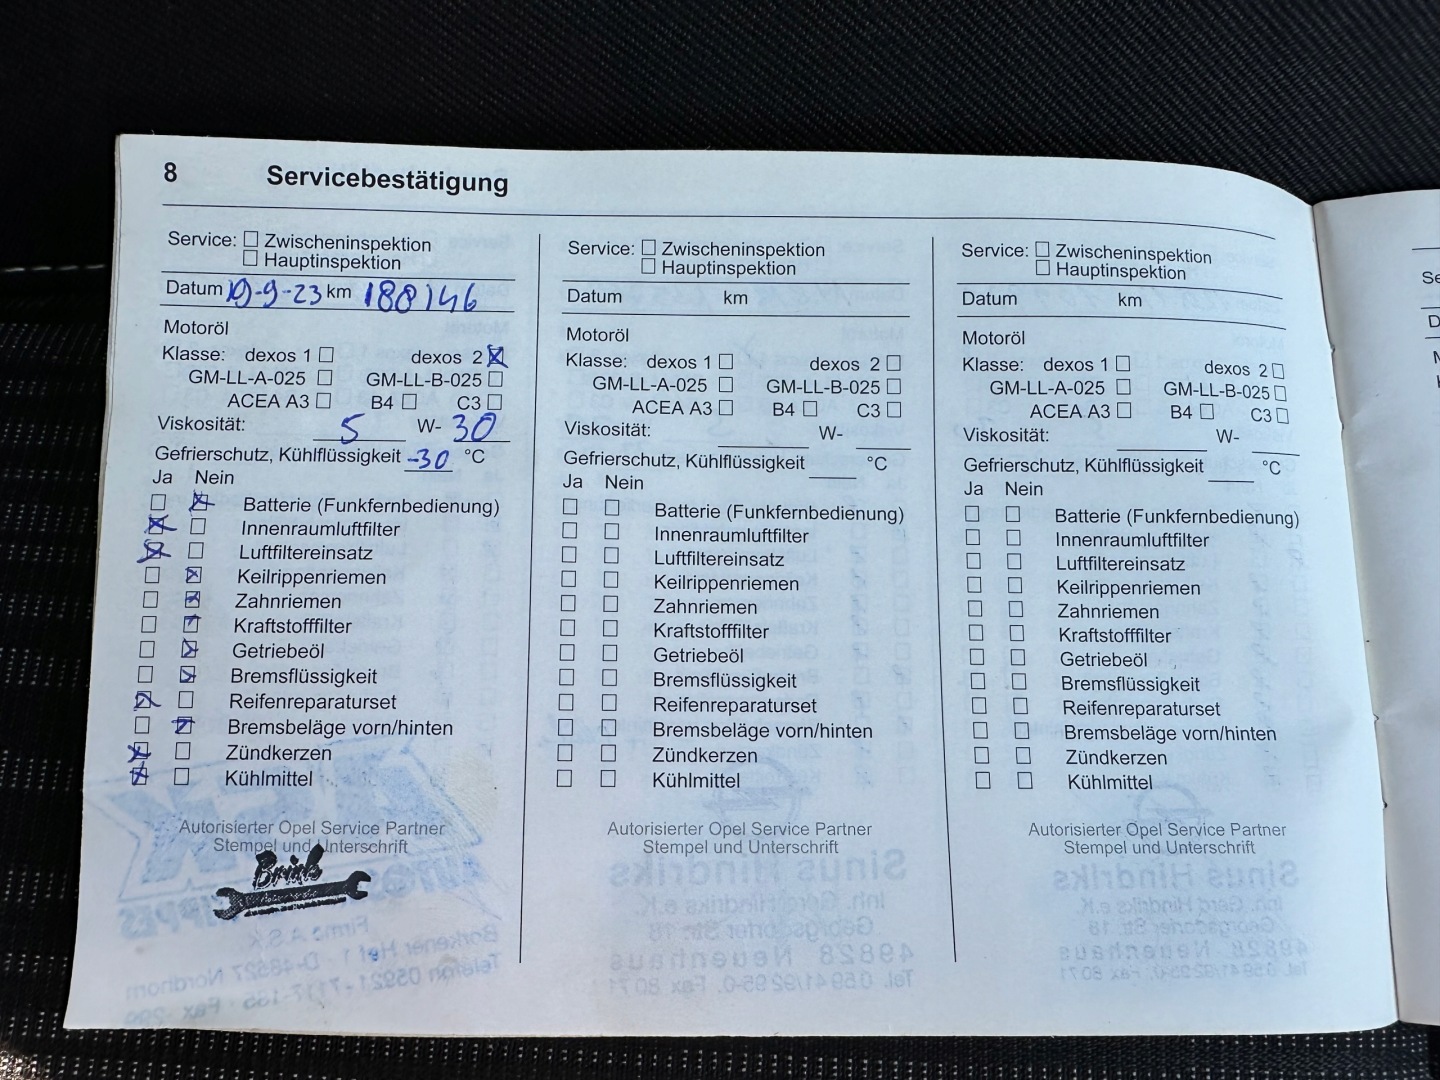 8 Servicebestätigung
Service: Zwischeninspektion
Hauptinspektion
Datum 19-9-23 km 188146
Motoröl
Klasse: dexos 1 dexos 2
GM-LL-A-025 GM-LL-B-025
ACEA A3 B4 C3
Viskosität: 5 W- 30
Gefrierschutz, Kühlflüssigkeit -30 °C
Ja Nein
Batterie (Funkfernbedienung)
Innenraumluftfilter
Luftfiltereinsatz
Keilrippenriemen
Zahnriemen
Kraftstofffilter
Getriebeöl
Bremsflüssigkeit
Reifenreparaturset
Bremsbeläge vorn/hinten
Zündkerzen
Kühlmittel
Autorisierter Opel Service Partner
Stempel und Unterschrift
Service: Zwischeninspektion
Hauptinspektion
Datum km
Motoröl
Klasse: dexos 1 dexos 2
GM-LL-A-025 GM-LL-B-025
ACEA A3 B4 C3
Viskosität: W-
Gefrierschutz, Kühlflüssigkeit °C
Ja Nein
Batterie (Funkfernbedienung)
Innenraumluftfilter
Luftfiltereinsatz
Keilrippenriemen
Zahnriemen
Kraftstofffilter
Getriebeöl
Bremsflüssigkeit
Reifenreparaturset
Bremsbeläge vorn/hinten
Zündkerzen
Kühlmittel
Autorisierter Opel Service Partner
Stempel und Unterschrift
Service: Zwischeninspektion
Hauptinspektion
Datum km
Motoröl
Klasse: dexos 1 dexos 2
GM-LL-A-025 GM-LL-B-025
ACEA A3 B4 C3
Viskosität: W-
Gefrierschutz, Kühlflüssigkeit °C
Ja Nein
Batterie (Funkfernbedienung)
Innenraumluftfilter
Luftfiltereinsatz
Keilrippenriemen
Zahnriemen
Kraftstofffilter
Getriebeöl
Bremsflüssigkeit
Reifenreparaturset
Bremsbeläge vorn/hinten
Zündkerzen
Kühlmittel
Autorisierter Opel Service Partner
Stempel und Unterschrift